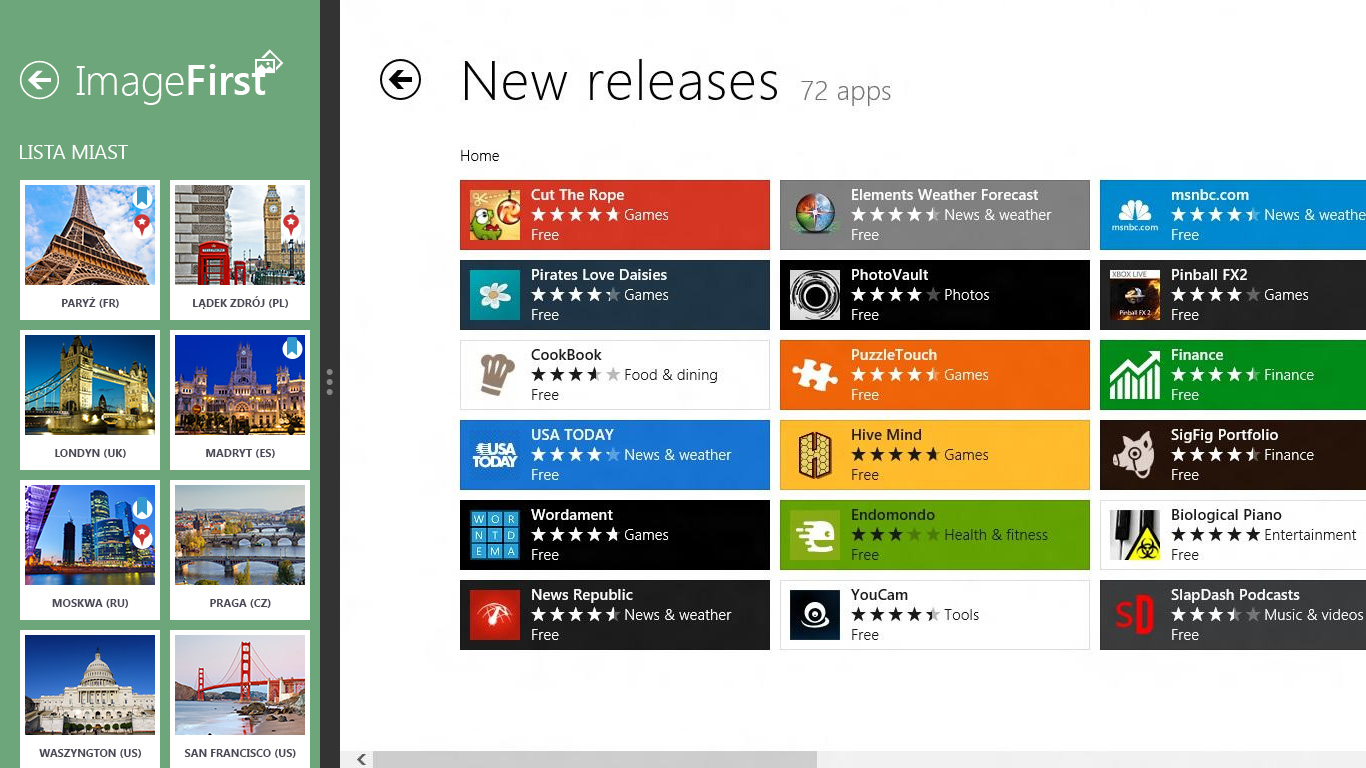 ImageFirst
LISTA MIAST
PARYŻ (FR)
LĄDEK ZDRÓJ (PL)
LONDYN (UK)
MADRYT (ES)
MOSKWA (RU)
PRAGA (CZ)
WASZYNGTON (US)
SAN FRANCISCO (US)
New releases 72 apps
Home
Cut The Rope
Games
Free
Elements Weather Forecast
News & weather
Free
msnbc.com
msnbc.com
News & weathe
Free
Pirates Love Daisies
Games
Free
PhotoVault
Photos
Free
XBOX LIVE
Pinball FX 2
Pinball FX2
Games
Free
CookBook
Food & dining
Free
PuzzleTouch
Games
Free
Finance
Finance
Free
USA
TODAY
USA TODAY
News & weather
Free
Hive Mind
Games
Free
SigFig Portfolio
Finance
Free
WOR
NTD
EMA
Wordament
Games
Free
Endomondo
Health & fitness
Free
Biological Piano
Entertainment
Free
News Republic
News & weather
Free
YouCam
Tools
Free
SD
SlapDash Podcasts
Music & videos
Free